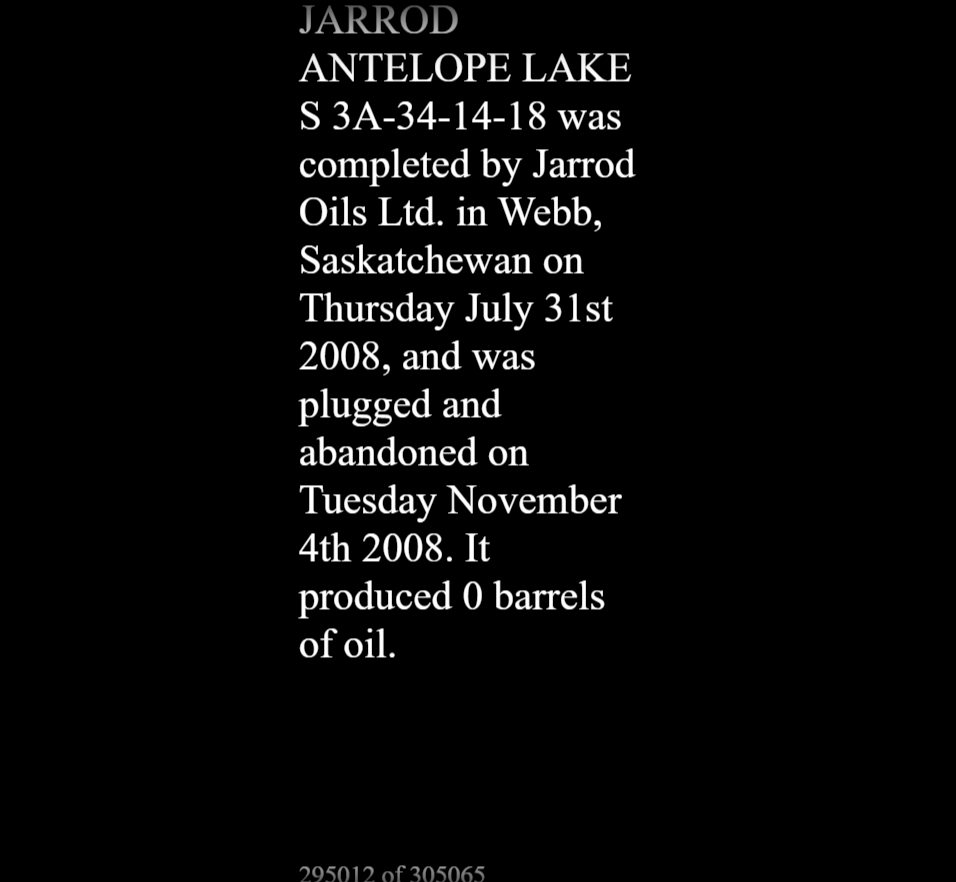 JARROD
ANTELOPE LAKE
S 3A-34-14-18 was
completed by Jarrod
Oils Ltd. in Webb,
Saskatchewan on
Thursday July 31st
2008, and was
plugged and
abandoned on
Tuesday November
4th 2008. It
produced 0 barrels
of oil.
295012 of 305065